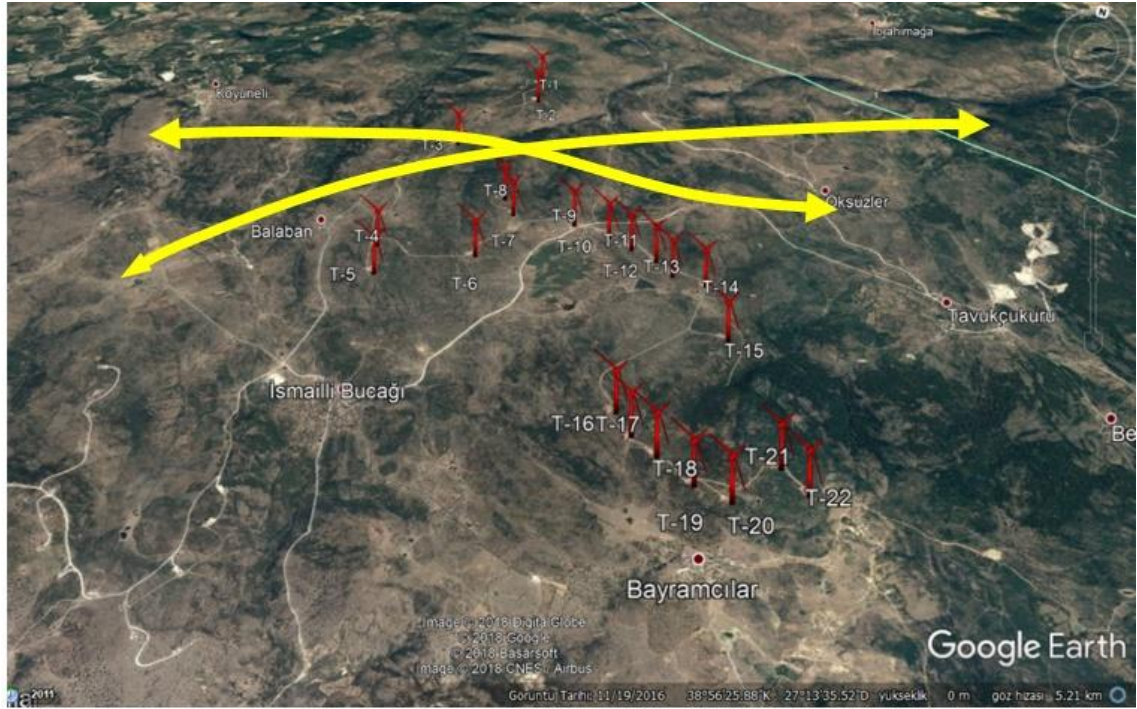 N
İbrahimağa
Koyuneli
T-1
T-2
T-3
T-8
Öksüzler
Balaban
T-4
T-9
T-7
T-10
T-11
T-5
T-6
T-12
T-13
T-14
Tavukçukuru
T-15
İsmailli Bucağı
T-16
T-17
Be
T-18
T-21
T-22
T-19
T-20
Bayramcılar
Image © 2018 DigitalGlobe
© 2018 Google
© 2018 Basarsoft
Image © 2018 CNES / Airbus
Google Earth
2011
Görüntü Tarihi: 11/19/2016 38°56'25.88"K 27°13'35.52"D yükseklik 0 m göz hizası 5.21 km